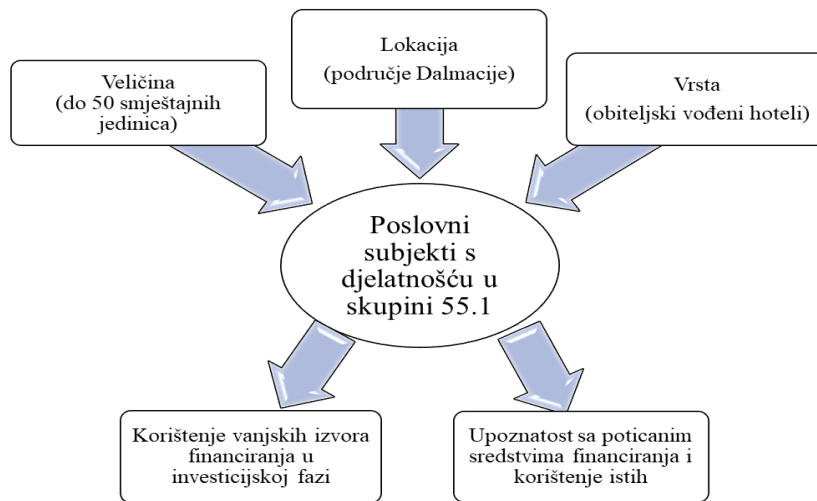 Veličina
(do 50 smještajnih
jedinica)
Lokacija
(područje Dalmacije)
Vrsta
(obiteljski vođeni hoteli)
Poslovni
subjekti s
djelatnošću u
skupini 55.1
Korištenje vanjskih izvora
financiranja u
investicijskoj fazi
Upoznatost sa poticanim
sredstvima financiranja i
korištenje istih